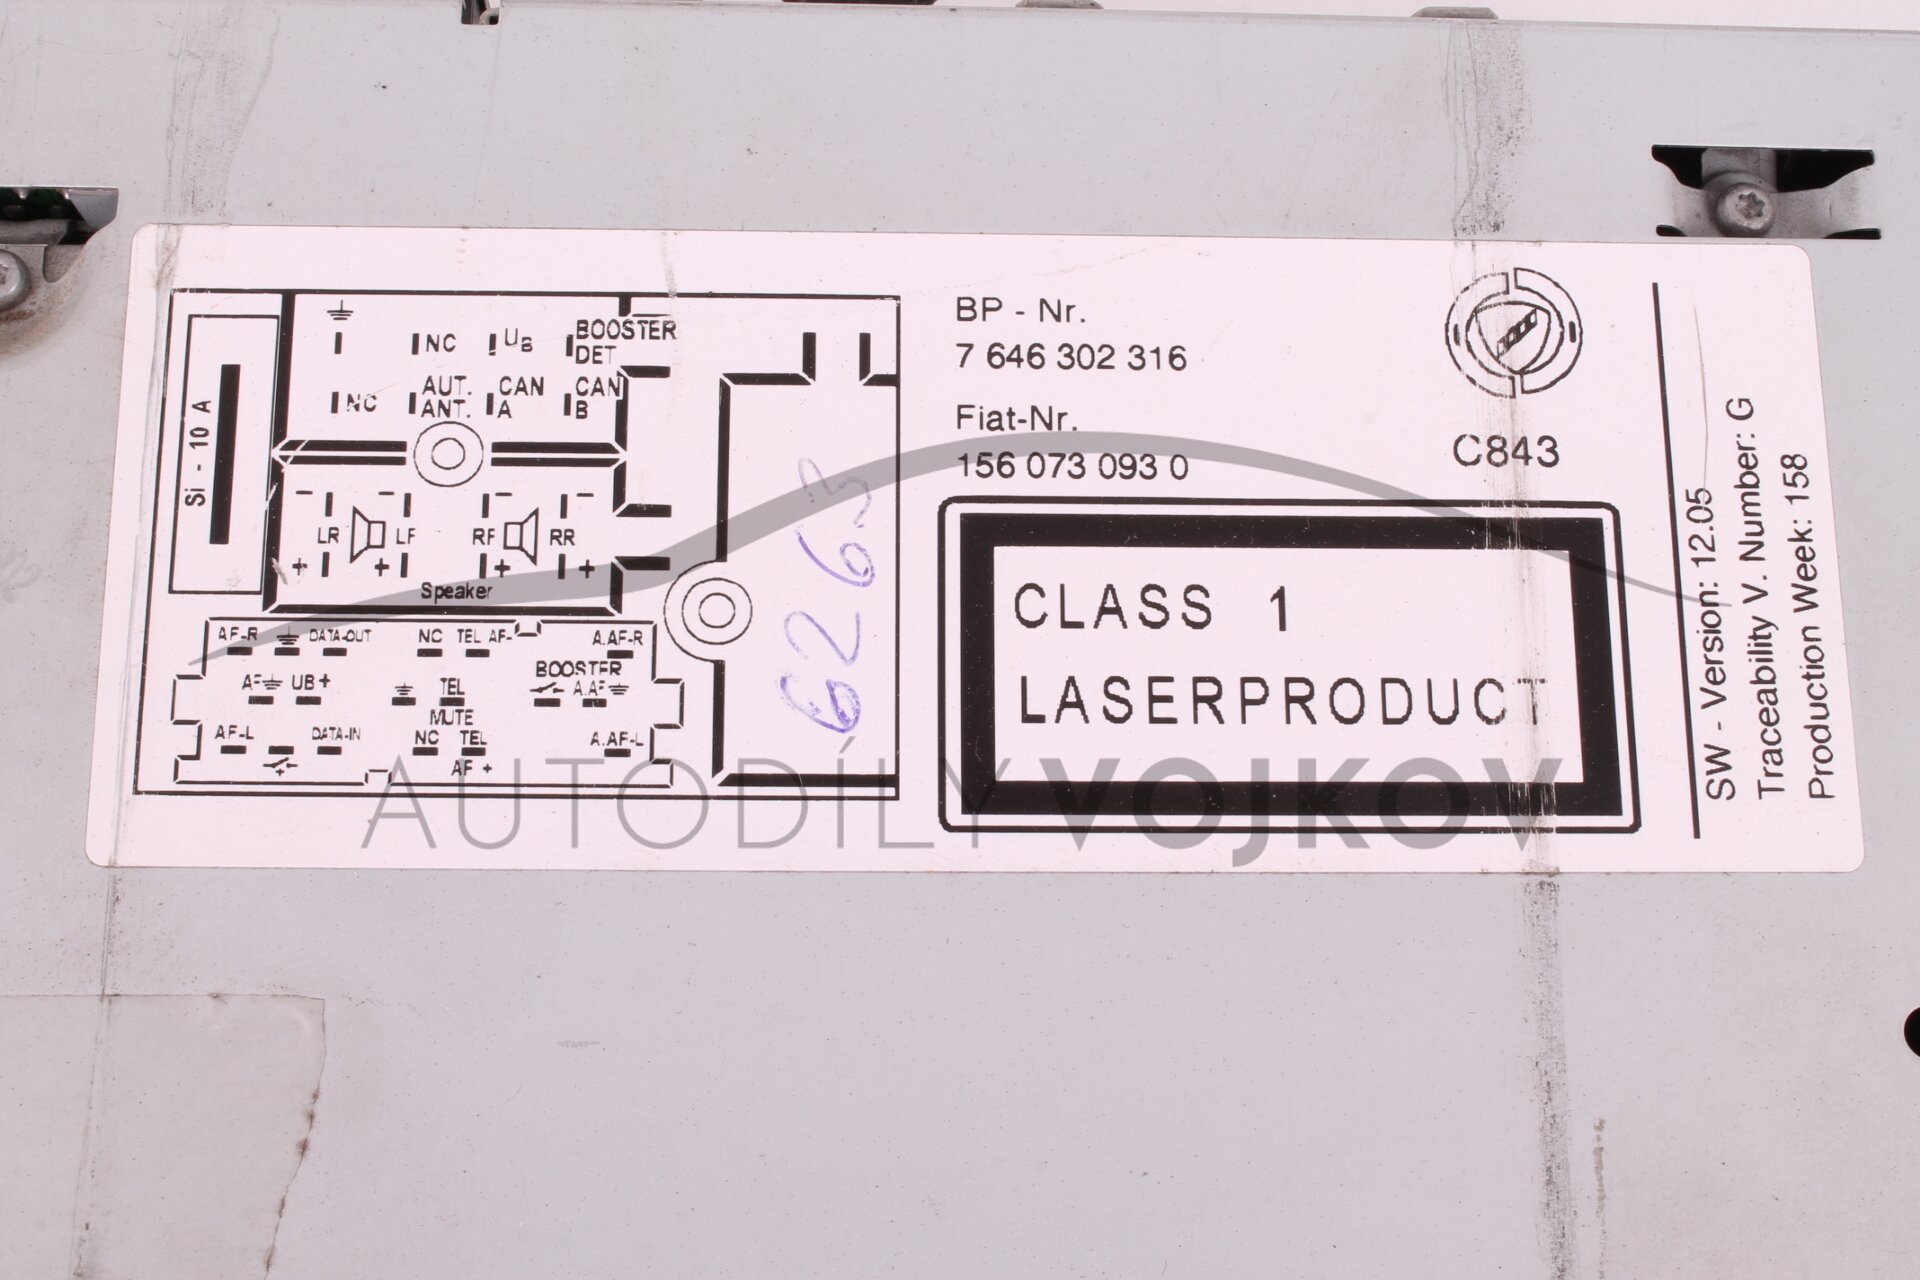 Si - 10 A
NC UB BOOSTER DET
NC AUT. ANT. CAN A CAN B
- - - -
LR LF RF RR
+ + + +
Speaker
AF-R DATA-OUT NC TEL AF- A.AF-R
BOOSTER
AF UB+ TEL MUTE A.AF
AF-L DATA-IN NC TEL AF + A.AF-L
6263
BP - Nr.
7 646 302 316
Fiat-Nr.
156 073 093 0
C843
CLASS 1
LASERPRODUCT
SW - Version: 12.05
Traceability V. Number: G
Production Week: 158
AUTODÍLY VOJKOV